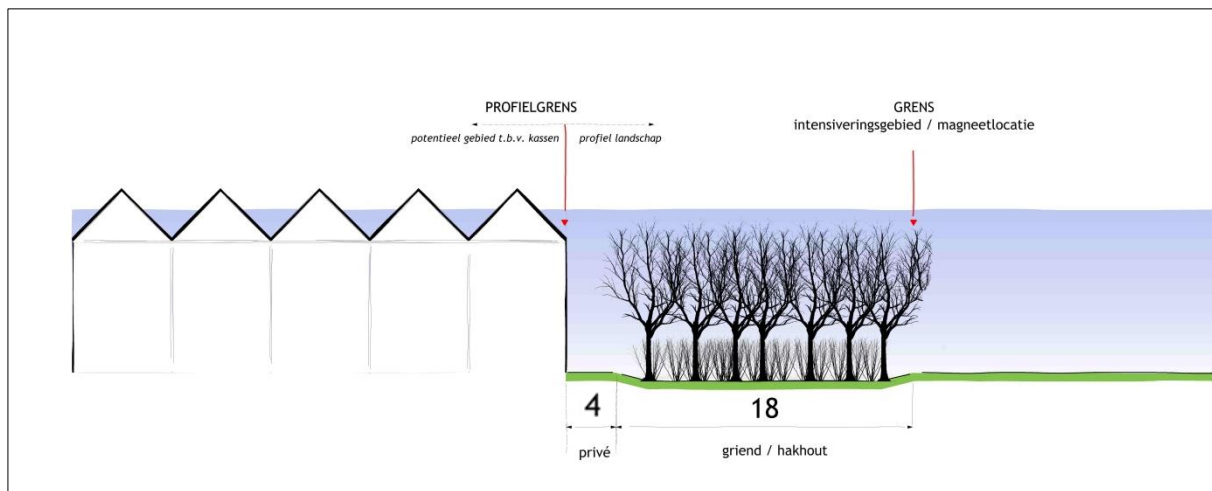 PROFIELGRENS
potentieel gebied t.b.v. kassen
profiel landschap
GRENS
intensiveringsgebied / magneetlocatie
4
18
privé
griend / hakhout